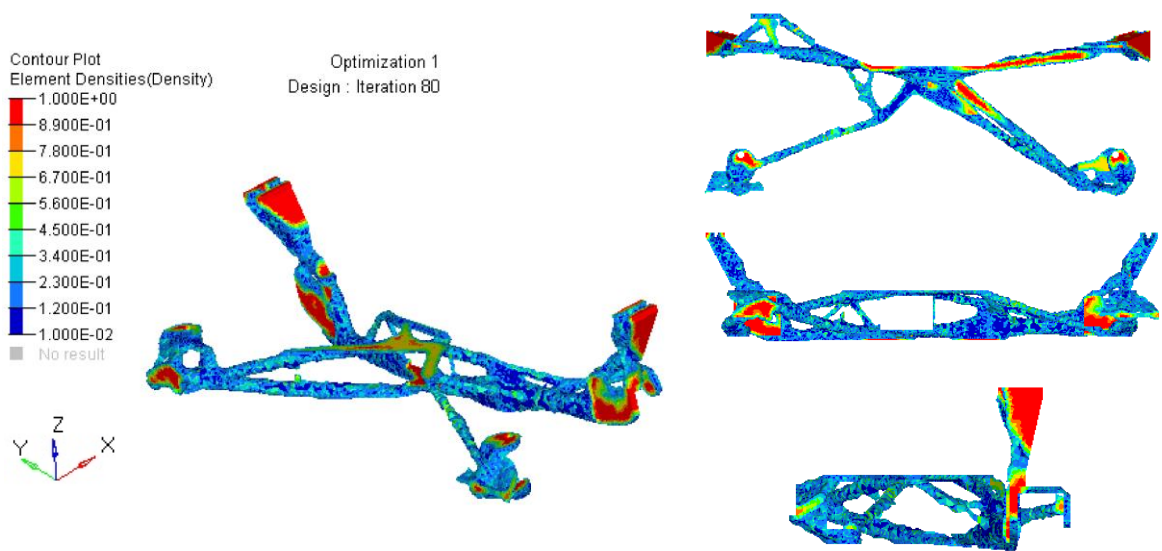 Contour Plot
Element Densities(Density)
Optimization 1
Design : Iteration 80
1.000E+00
8.900E-01
7.800E-01
6.700E-01
5.600E-01
4.500E-01
3.400E-01
2.300E-01
1.200E-01
1.000E-02
No result
Z
Y
X